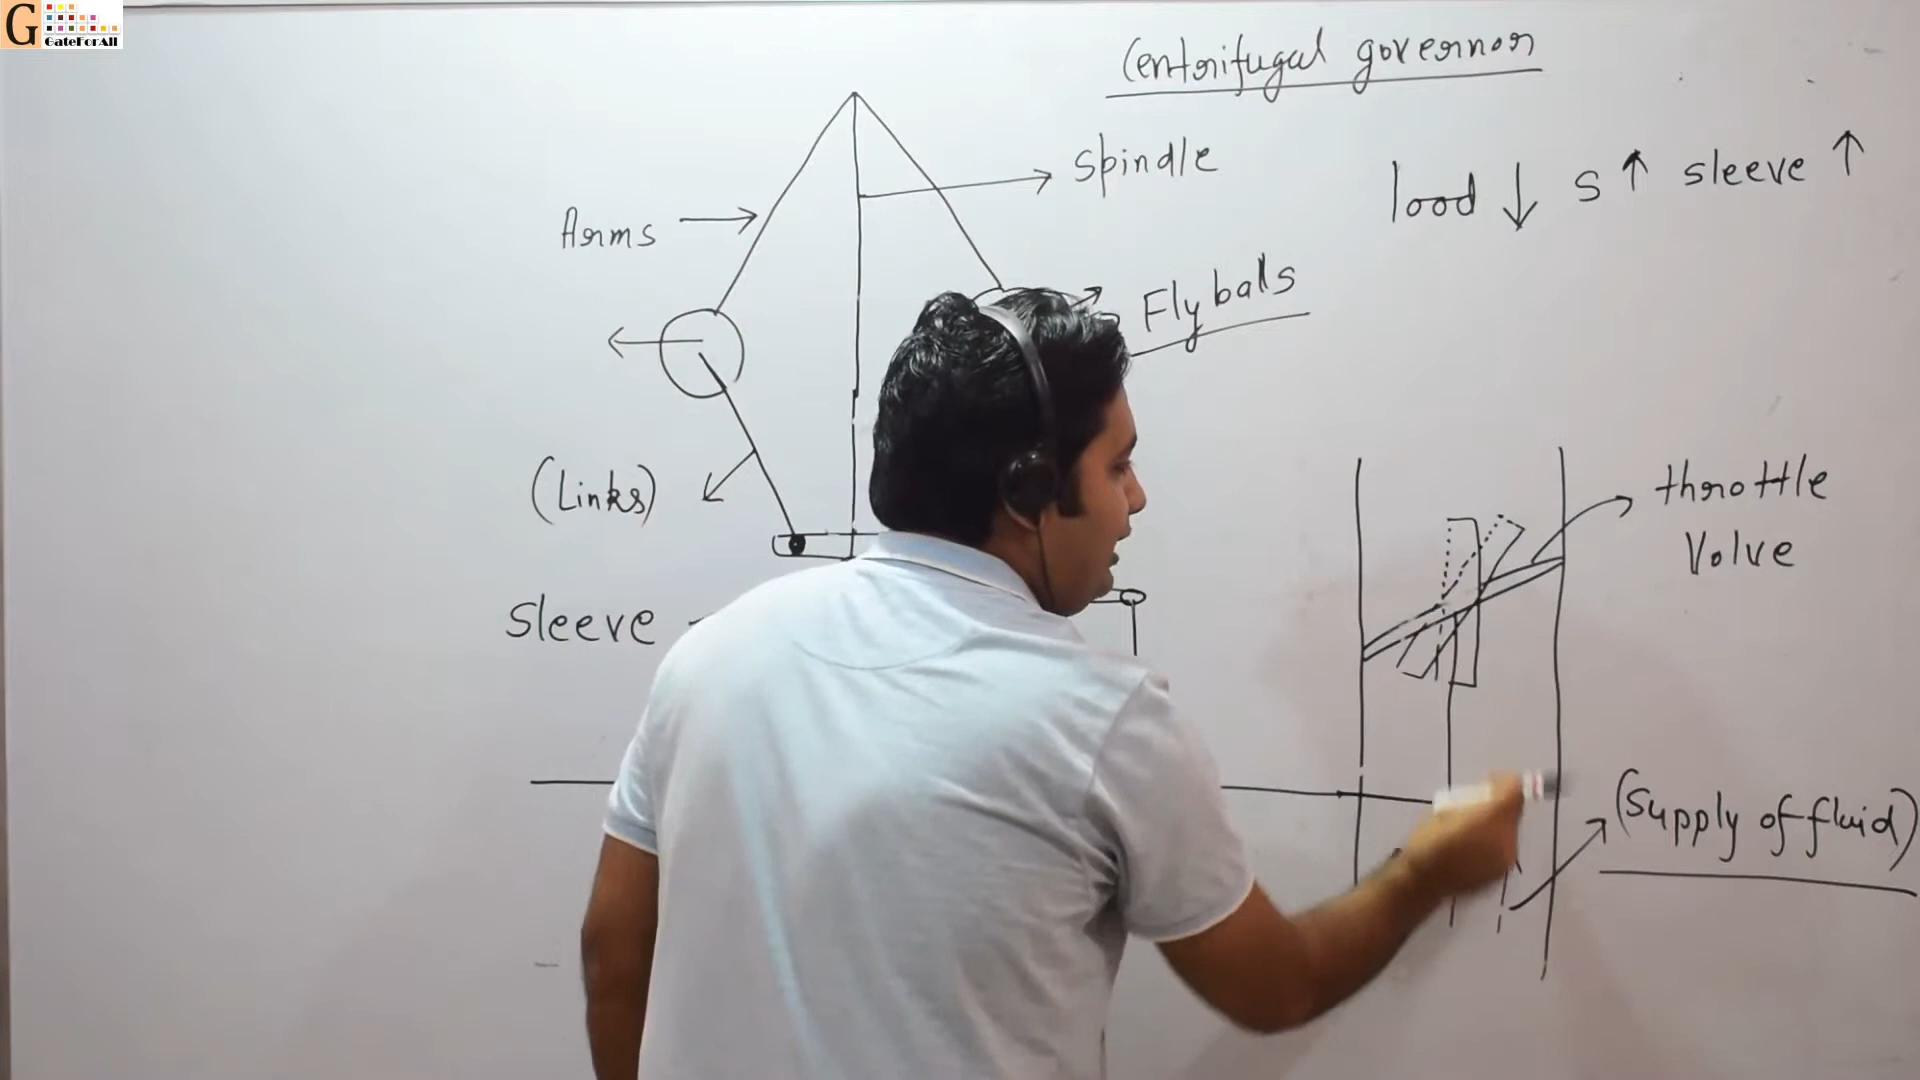 G
GateForAll
Centrifugal governor
Spindle
load ↓ S ↑ sleeve ↑
Arms →
Fly balls
(Links)
throttle
Valve
Sleeve
(Supply of fluid)